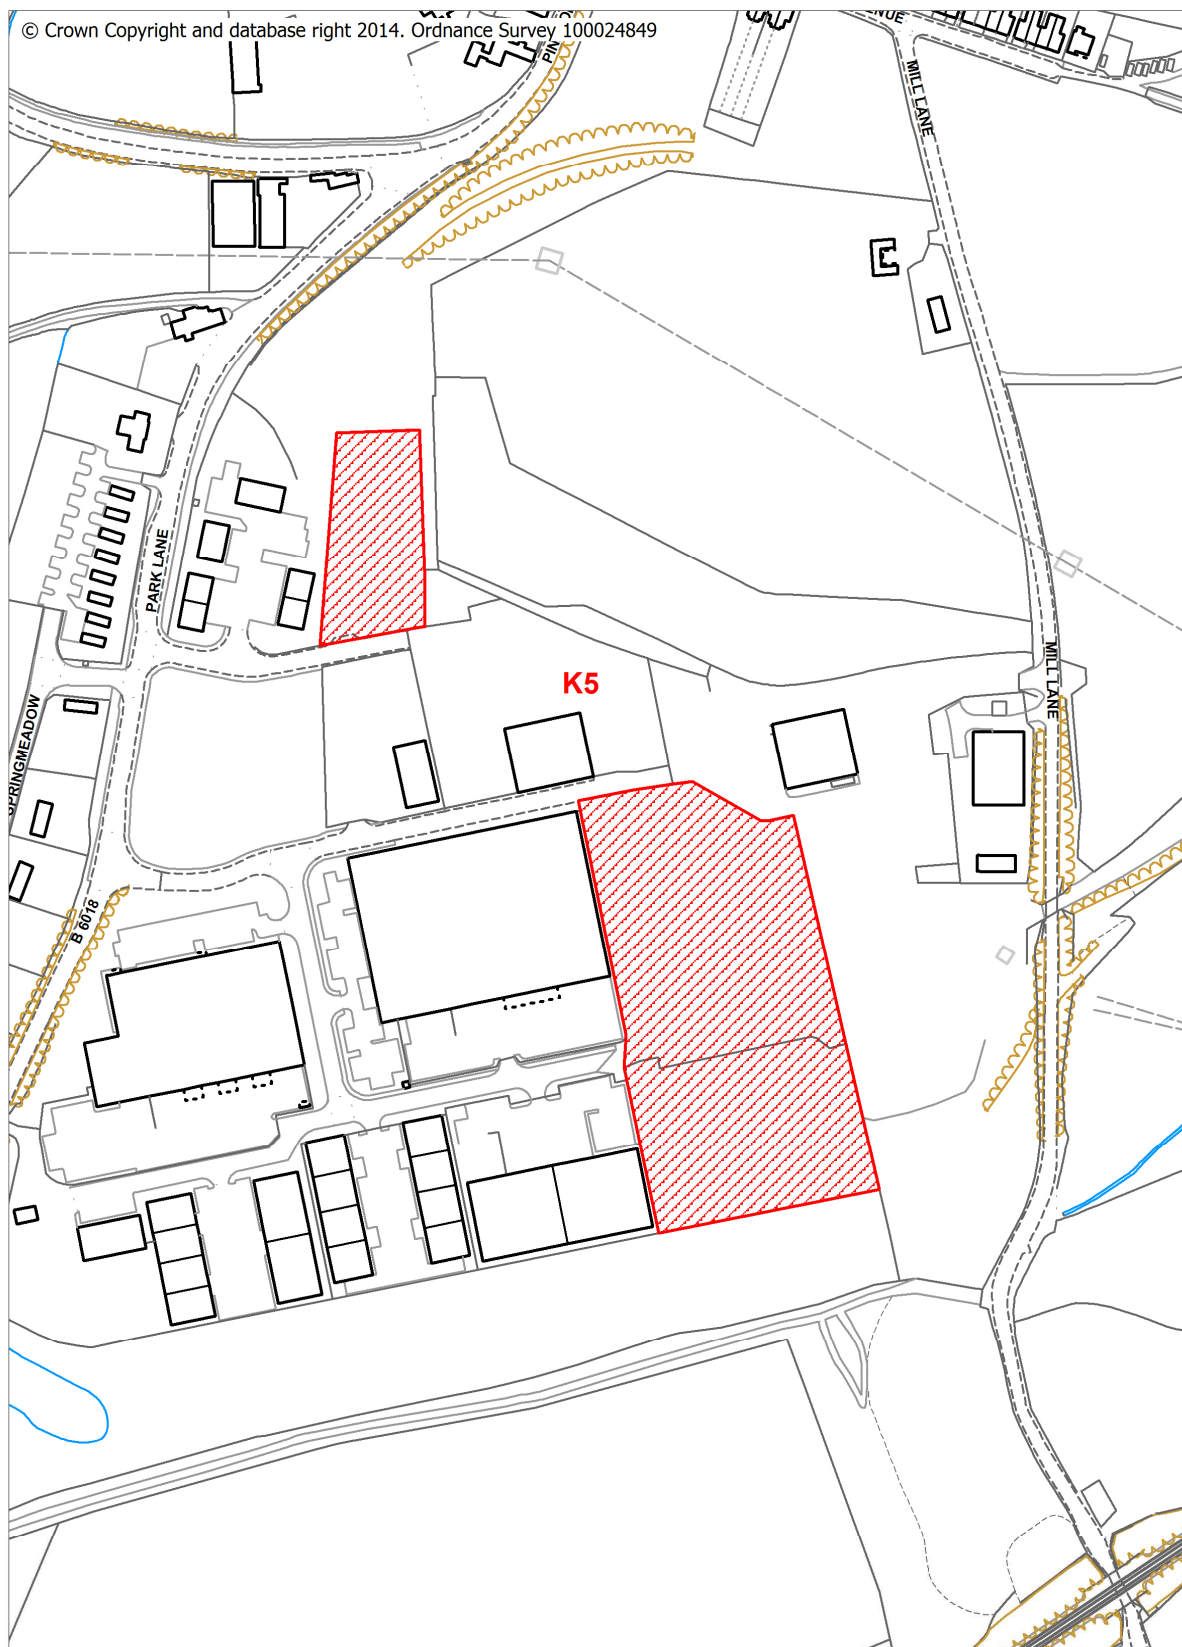 © Crown Copyright and database right 2014. Ordnance Survey 100024849
MILL LANE
PARK LANE
K5
MILL LANE
SPRINGMEADOW
B 6018